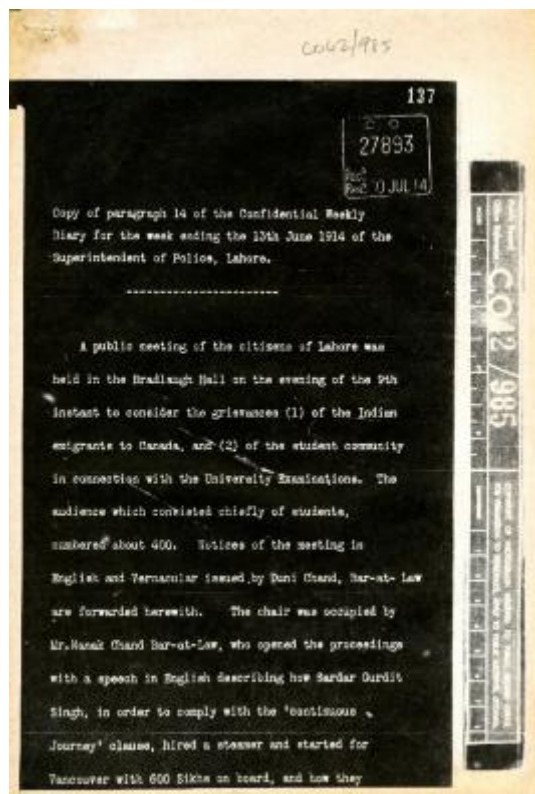 CO42/985
137
C O
27893
Recd
Regd 0 JUL 14
Copy of paragraph 14 of the Confidential Weekly
Diary for the week ending the 13th June 1914 of the
Superintendent of Police, Lahore.
A public meeting of the citizens of Lahore was
held in the Bradlaugh Hall on the evening of the 9th
instant to consider the grievances (1) of the Indian
emigrants to Canada, and (2) of the student community
in connection with the University Examinations. The
audience which consisted chiefly of students,
numbered about 400. Notices of the meeting in
English and Vernacular issued by Duni Chand, Bar-at- Law
are forwarded herewith. The chair was occupied by
Mr.Nanak Chand Bar-at-Law, who opened the proceedings
with a speech in English describing how Sardar Gurdit
Singh, in order to comply with the 'continuous
Journey' clause, hired a steamer and started for
Vancouver with 600 Sikhs on board, and how they
CO42/985